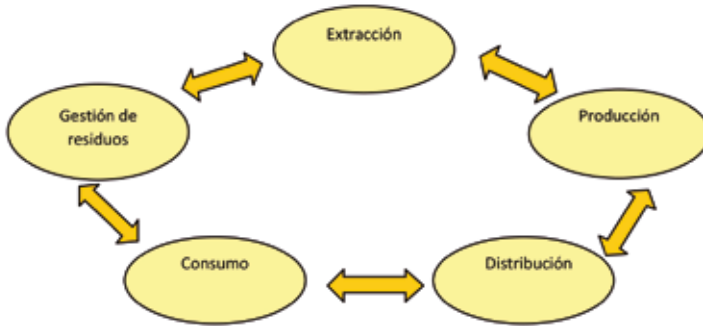 Extracción
Gestión de
residuos
Producción
Consumo
Distribución